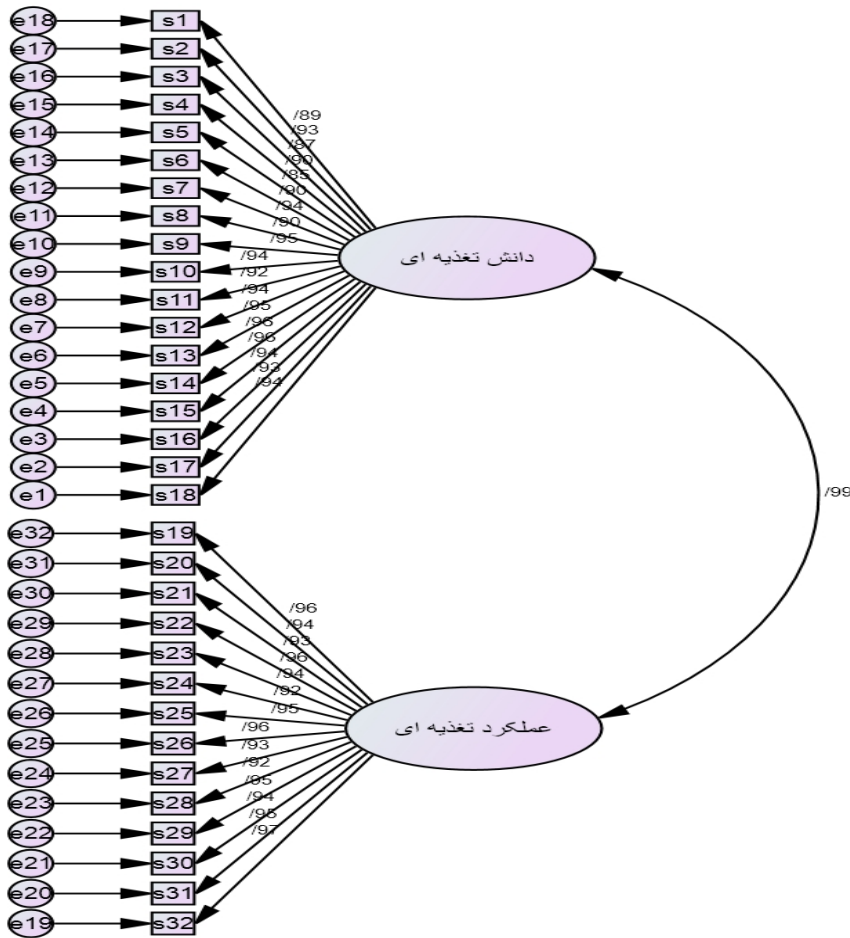 e18 s1
e17 s2
e16 s3
e15 s4
e14 s5
e13 s6
e12 s7
e11 s8
e10 s9
e9 s10
e8 s11
e7 s12
e6 s13
e5 s14
e4 s15
e3 s16
e2 s17
e1 s18
/89
/93
/87
/90
/85
/90
/94
/90
/95
/94
/92
/94
/95
/96
/96
/94
/93
/94
دانش تغذیه ای
/99
e32 s19
e31 s20
e30 s21
e29 s22
e28 s23
e27 s24
e26 s25
e25 s26
e24 s27
e23 s28
e22 s29
e21 s30
e20 s31
e19 s32
/96
/94
/93
/96
/94
/92
/95
/96
/93
/92
/95
/94
/95
/97
عملکرد تغذیه ای